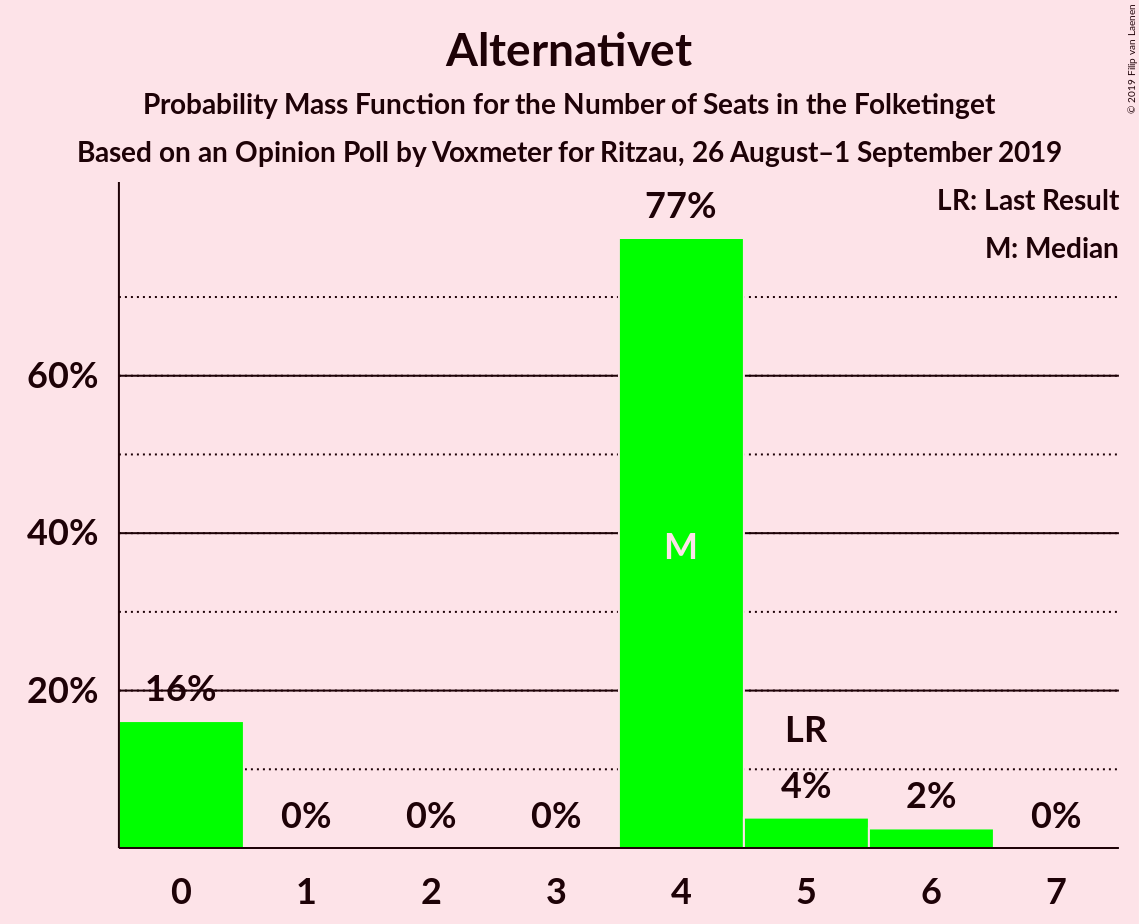 Alternativet
Probability Mass Function for the Number of Seats in the Folketinget
Based on an Opinion Poll by Voxmeter for Ritzau, 26 August–1 September 2019
© 2019 Filip van Laenen
LR: Last Result
M: Median
77%
60%
40%
M
20%
16%
LR
4%
2%
0%
0%
0%
0%
0 1 2 3 4 5 6 7